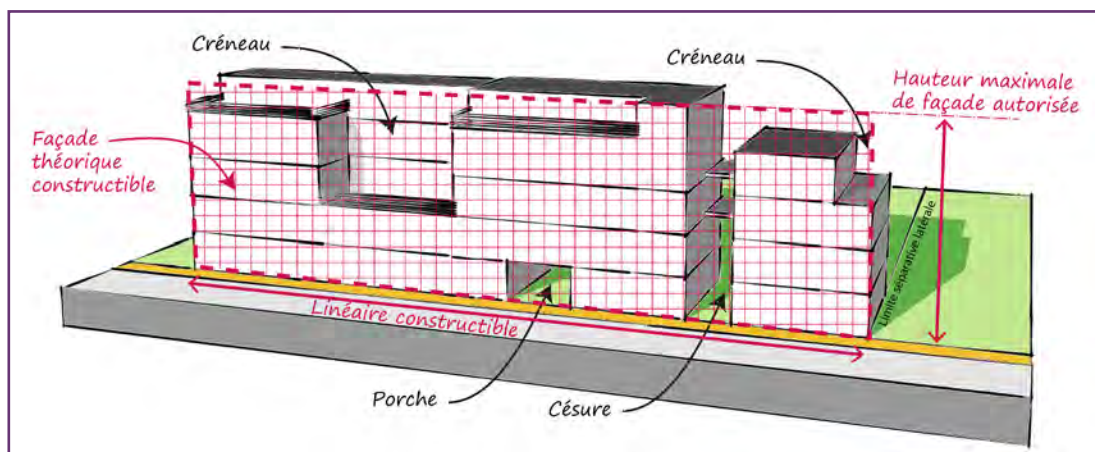 Créneau
Créneau
Hauteur maximale
de façade autorisée
Façade
théorique
constructible
Limite séparative latérale
Linéaire constructible
Porche
Césure